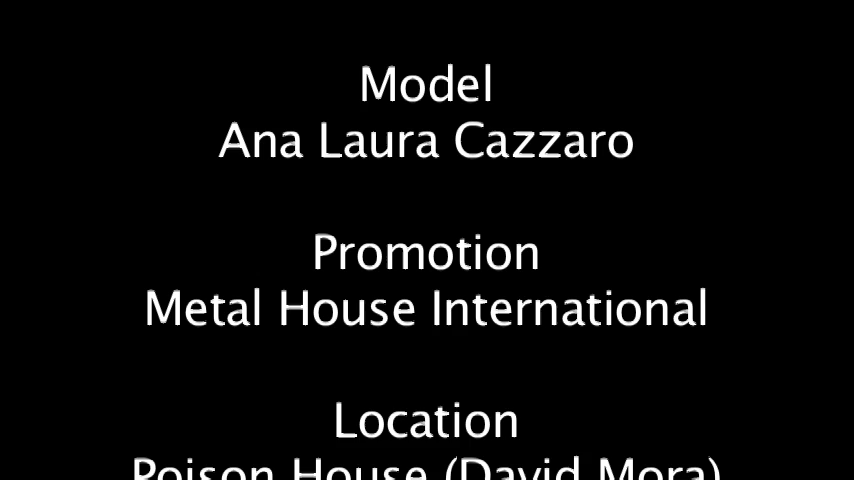 Model
Ana Laura Cazzaro
Promotion
Metal House International
Location
Poison House (David Mora)